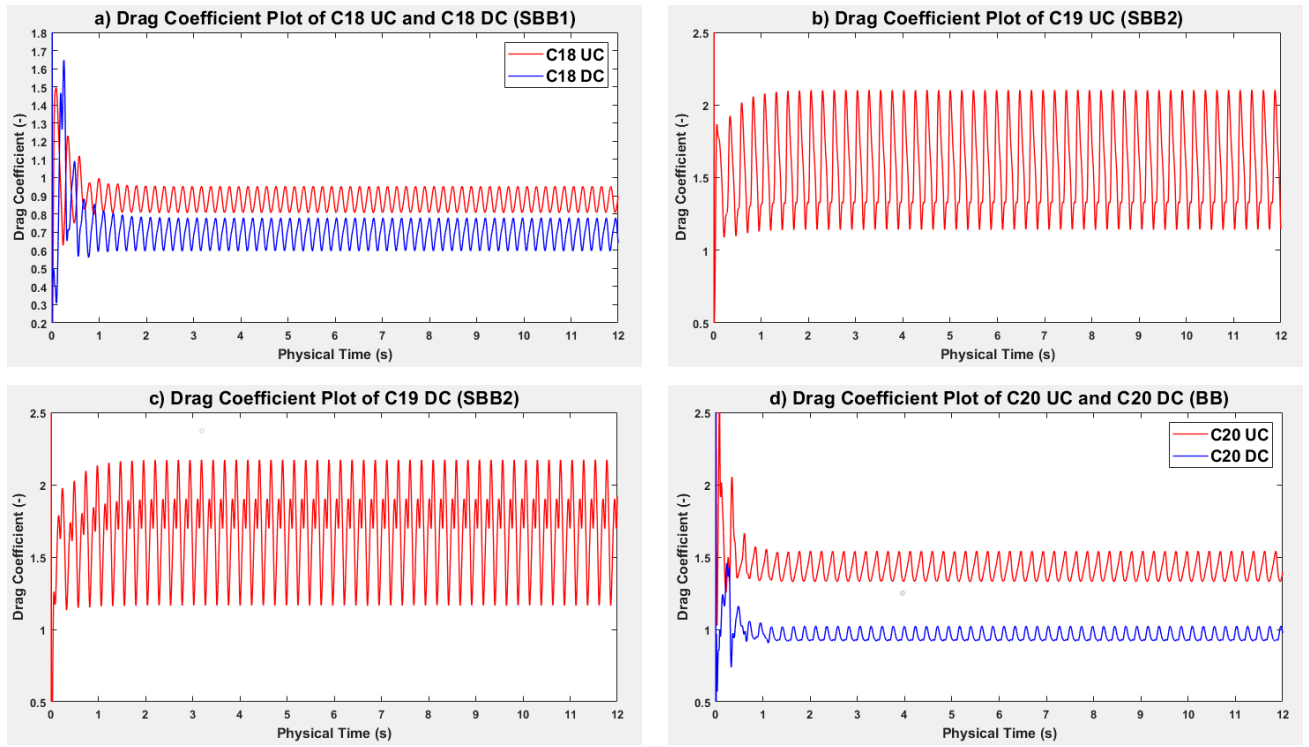 a) Drag Coefficient Plot of C18 UC and C18 DC (SBB1)
1.8
1.7
1.6
1.5
1.4
1.3
1.2
1.1
1
0.9
0.8
0.7
0.6
0.5
0.4
0.3
0.2
Drag Coefficient (-)
C18 UC
C18 DC
0 1 2 3 4 5 6 7 8 9 10 11 12
Physical Time (s)
b) Drag Coefficient Plot of C19 UC (SBB2)
2.5
2
1.5
1
0.5
Drag Coefficient (-)
0 1 2 3 4 5 6 7 8 9 10 11 12
Physical Time (s)
c) Drag Coefficient Plot of C19 DC (SBB2)
2.5
2
1.5
1
0.5
Drag Coefficient (-)
0 1 2 3 4 5 6 7 8 9 10 11 12
Physical Time (s)
d) Drag Coefficient Plot of C20 UC and C20 DC (BB)
2.5
2
1.5
1
0.5
Drag Coefficient (-)
C20 UC
C20 DC
0 1 2 3 4 5 6 7 8 9 10 11 12
Physical Time (s)